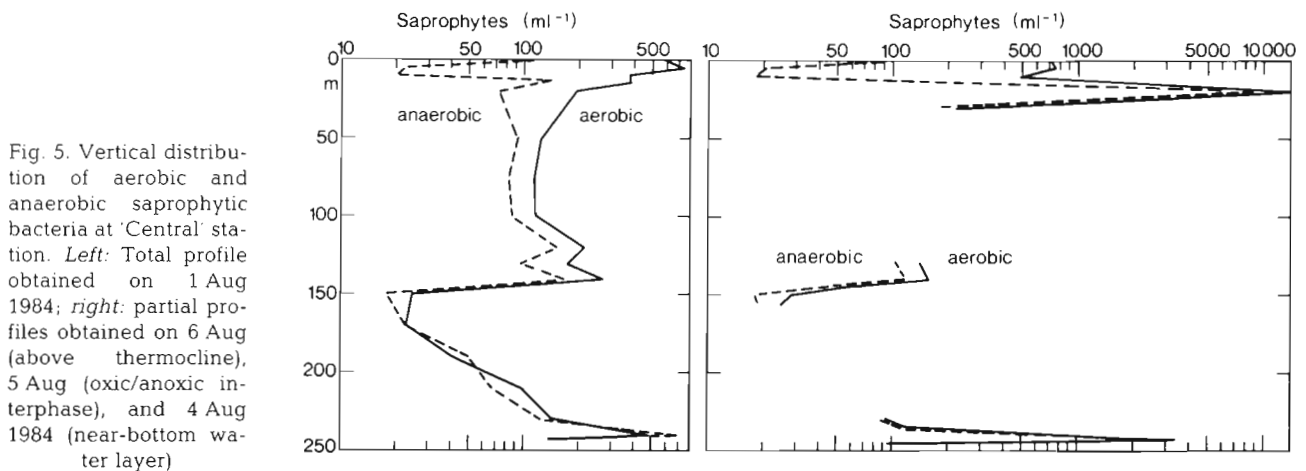 Fig. 5. Vertical distribu-
tion of aerobic and
anaerobic saprophytic
bacteria at 'Central' sta-
tion. Left: Total profile
obtained on 1 Aug
1984; right: partial pro-
files obtained on 6 Aug
(above thermocline),
5 Aug (oxic/anoxic in-
terphase), and 4 Aug
1984 (near-bottom wa-
ter layer)
Saprophytes (ml⁻¹)
10 50 100 500
0
m
50
100
150
200
250
anaerobic aerobic
Saprophytes (ml⁻¹)
10 100 500 1000 5000 10000
anaerobic aerobic